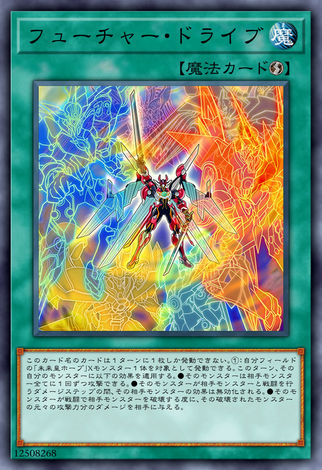 フューチャー・ドライブ
魔
【魔法カード】
このカード名のカードは1ターンに1枚しか発動できない。①:自分フィールド
の「未来皇ホープ」Xモンスター1体を対象として発動できる。このターン、その
自分のモンスターに以下の効果を適用する。●そのモンスターは相手モンスタ
ー全てに1回ずつ攻撃できる。●そのモンスターが相手モンスターと戦闘を行
うダメージステップの間、その相手モンスターの効果は無効化される。●そのモ
ンスターが戦闘で相手モンスターを破壊する度に、その破壊されたモンスター
の元々の攻撃力分のダメージを相手に与える。
12508268